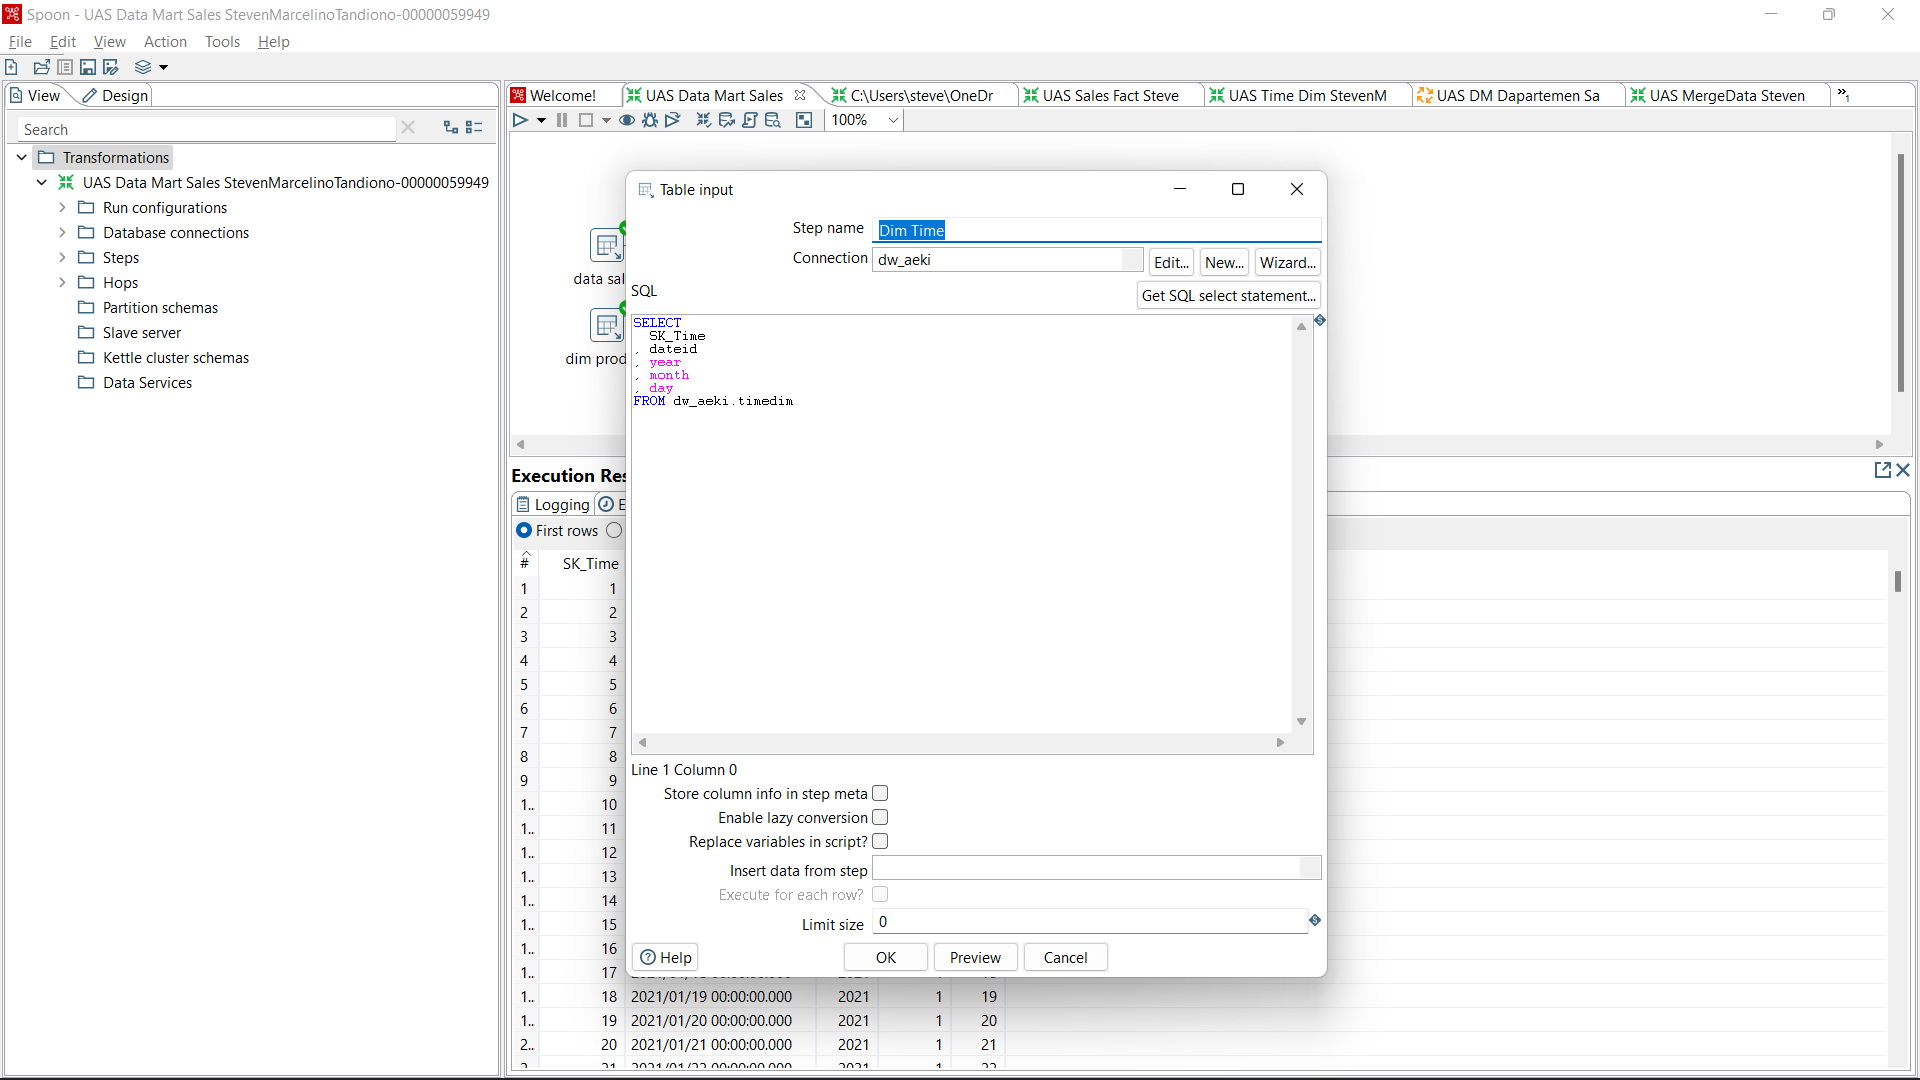 Spoon - UAS Data Mart Sales StevenMarcelinoTandiono-00000059949
File Edit View Action Tools Help
View Design
Search
Transformations
UAS Data Mart Sales StevenMarcelinoTandiono-00000059949
Run configurations
Database connections
Steps
Hops
Partition schemas
Slave server
Kettle cluster schemas
Data Services
Welcome! UAS Data Mart Sales C:\Users\steve\OneDr UAS Sales Fact Steve UAS Time Dim StevenM UAS DM Dapartemen Sa UAS MergeData Steven »1
100%
data sal
dim prod
Execution Res
Logging E
First rows
# SK_Time
1 1
2 2
3 3
4 4
5 5
6 6
7 7
8 8
9 9
1.. 10
1.. 11
1.. 12
1.. 13
1.. 14
1.. 15
1.. 16
1.. 17
1.. 18 2021/01/19 00:00:00.000 2021 1 19
1.. 19 2021/01/20 00:00:00.000 2021 1 20
2.. 20 2021/01/21 00:00:00.000 2021 1 21
Table input
Step name Dim Time
Connection dw_aeki Edit... New... Wizard...
SQL Get SQL select statement...
SELECT
SK_Time
, dateid
, year
, month
, day
FROM dw_aeki.timedim
Line 1 Column 0
Store column info in step meta
Enable lazy conversion
Replace variables in script?
Insert data from step
Execute for each row?
Limit size 0
Help OK Preview Cancel